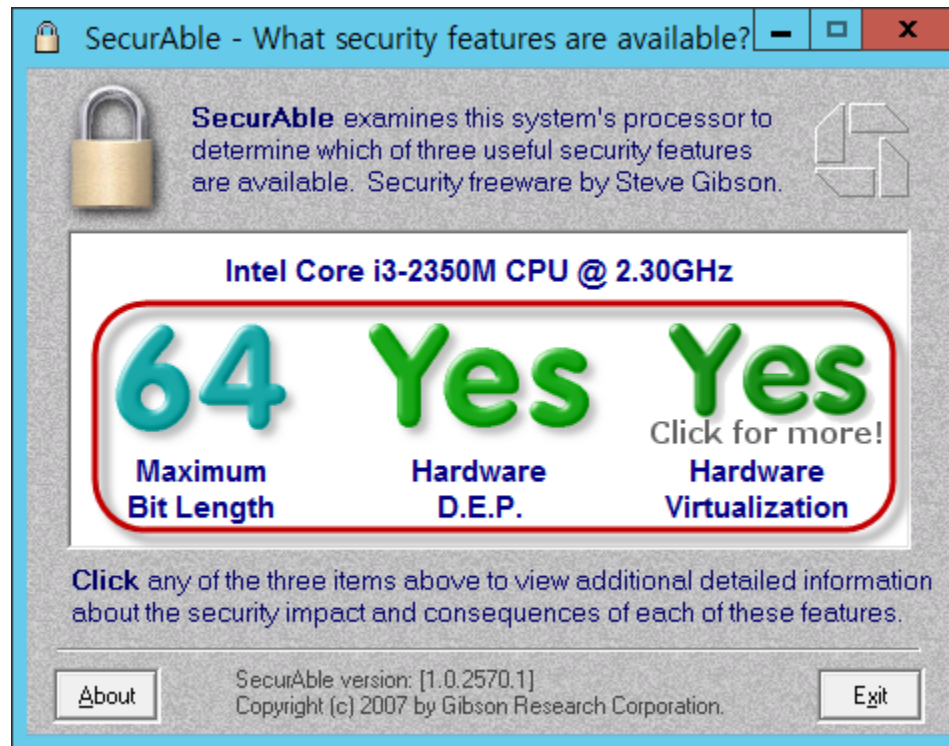 SecurAble - What security features are available?
SecurAble examines this system's processor to
determine which of three useful security features
are available. Security freeware by Steve Gibson.
Intel Core i3-2350M CPU @ 2.30GHz
64 Yes Yes
Click for more!
Maximum Hardware Hardware
Bit Length D.E.P. Virtualization
Click any of the three items above to view additional detailed information
about the security impact and consequences of each of these features.
About
SecurAble version: [1.0.2570.1]
Copyright (c) 2007 by Gibson Research Corporation.
Exit